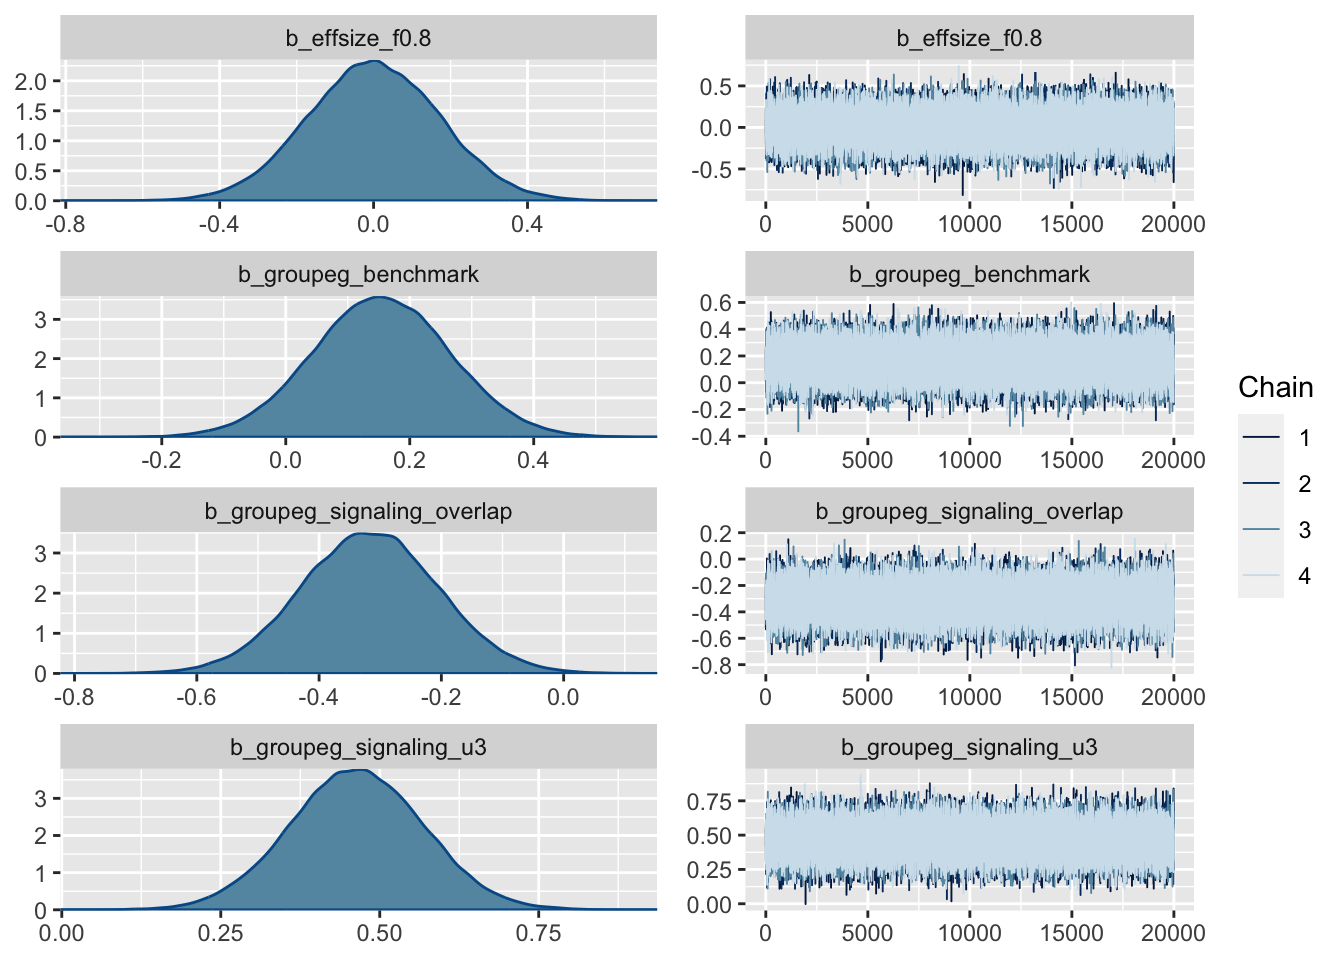 b_effsize_f0.8
2.0
1.5
1.0
0.5
0.0
-0.8 -0.4 0.0 0.4
b_effsize_f0.8
0.5
0.0
-0.5
0 5000 10000 15000 20000
b_groupeg_benchmark
3
2
1
0
-0.2 0.0 0.2 0.4
b_groupeg_benchmark
0.6
0.4
0.2
0.0
-0.2
-0.4
0 5000 10000 15000 20000
b_groupeg_signaling_overlap
3
2
1
0
-0.8 -0.6 -0.4 -0.2 0.0
b_groupeg_signaling_overlap
0.2
0.0
-0.2
-0.4
-0.6
-0.8
0 5000 10000 15000 20000
b_groupeg_signaling_u3
3
2
1
0
0.00 0.25 0.50 0.75
b_groupeg_signaling_u3
0.75
0.50
0.25
0.00
0 5000 10000 15000 20000
Chain
1
2
3
4